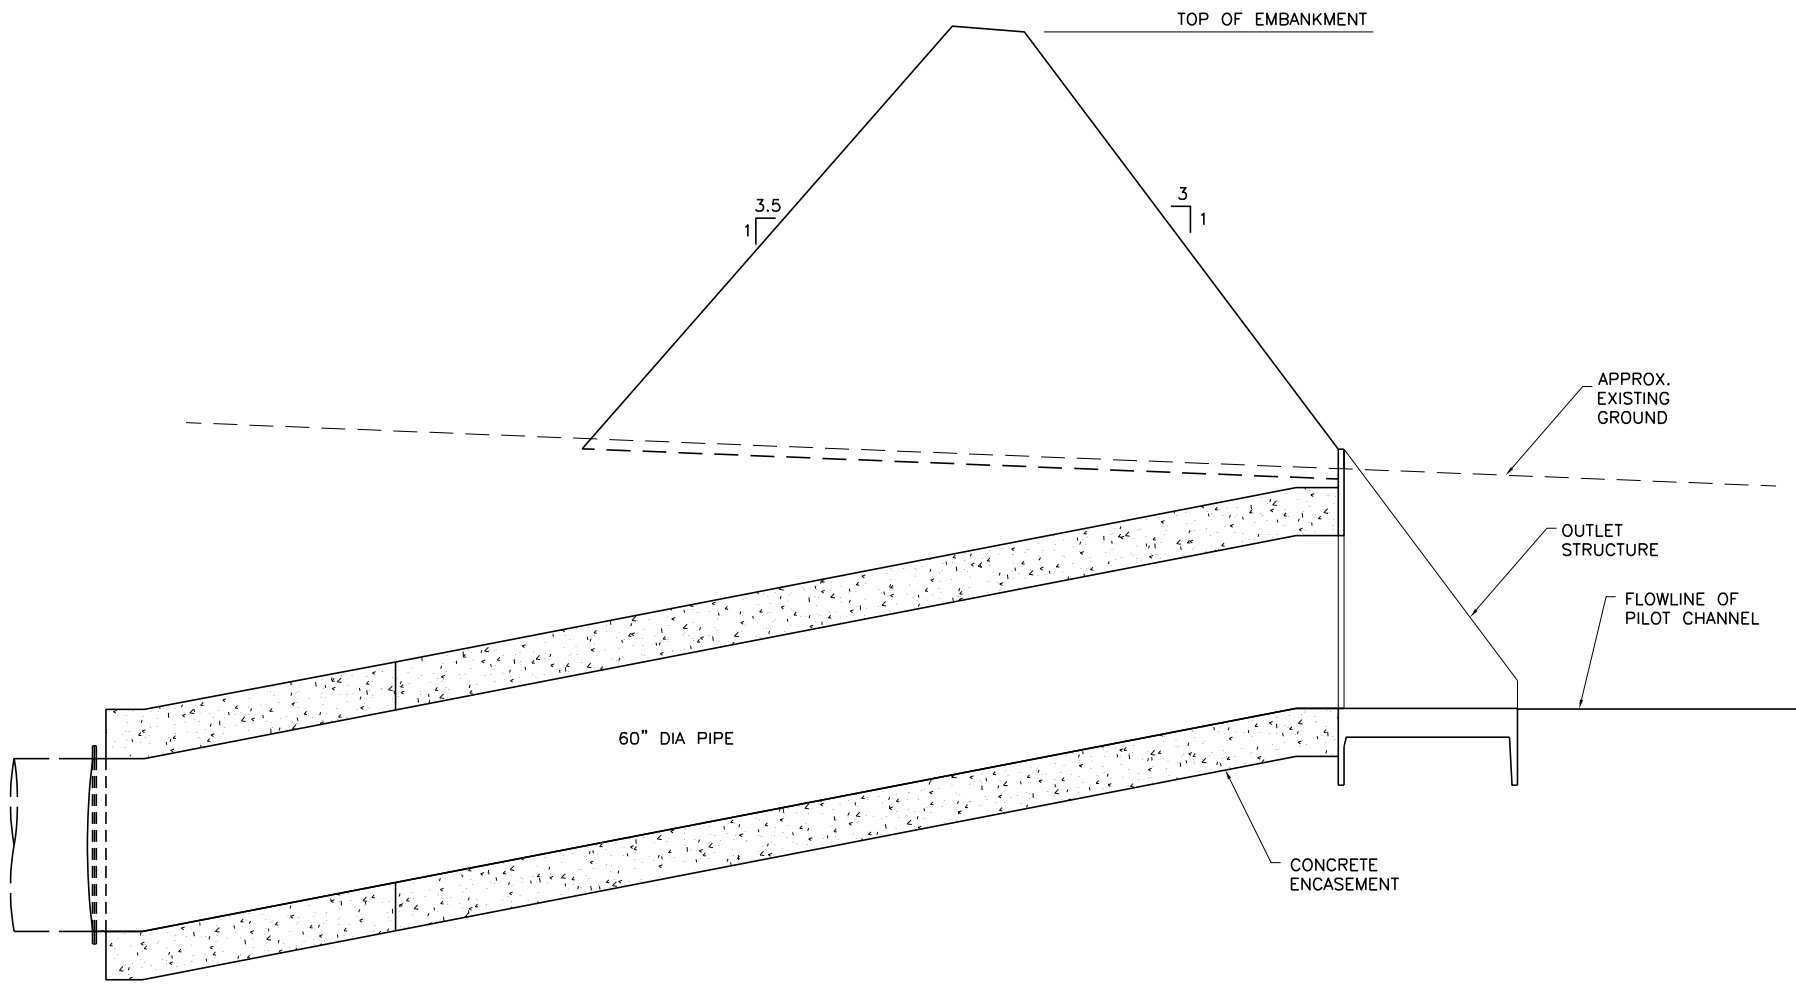 TOP OF EMBANKMENT
3.5
1
3
1
APPROX.
EXISTING
GROUND
OUTLET
STRUCTURE
FLOWLINE OF
PILOT CHANNEL
60" DIA PIPE
CONCRETE
ENCASEMENT